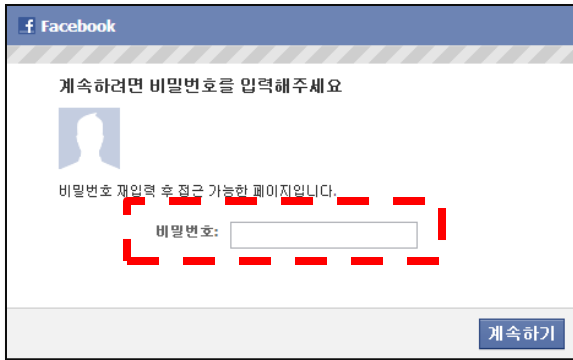 Facebook
계속하려면 비밀번호를 입력해주세요
비밀번호 재입력 후 접근 가능한 페이지입니다.
비밀번호:
계속하기